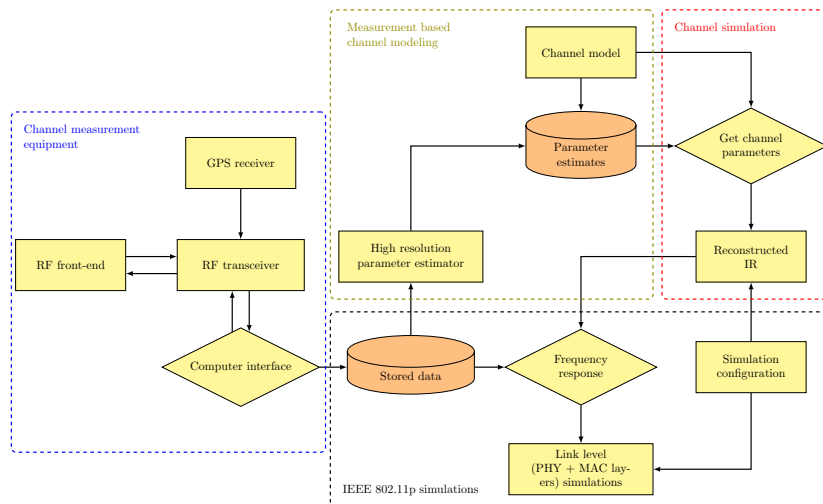 Measurement based
channel modeling
Channel simulation
Channel model
Channel measurement
equipment
GPS receiver
Parameter
estimates
Get channel
parameters
RF front-end
RF transceiver
High resolution
parameter estimator
Reconstructed
IR
Computer interface
Stored data
Frequency
response
Simulation
configuration
Link level
(PHY + MAC lay-
ers) simulations
IEEE 802.11p simulations